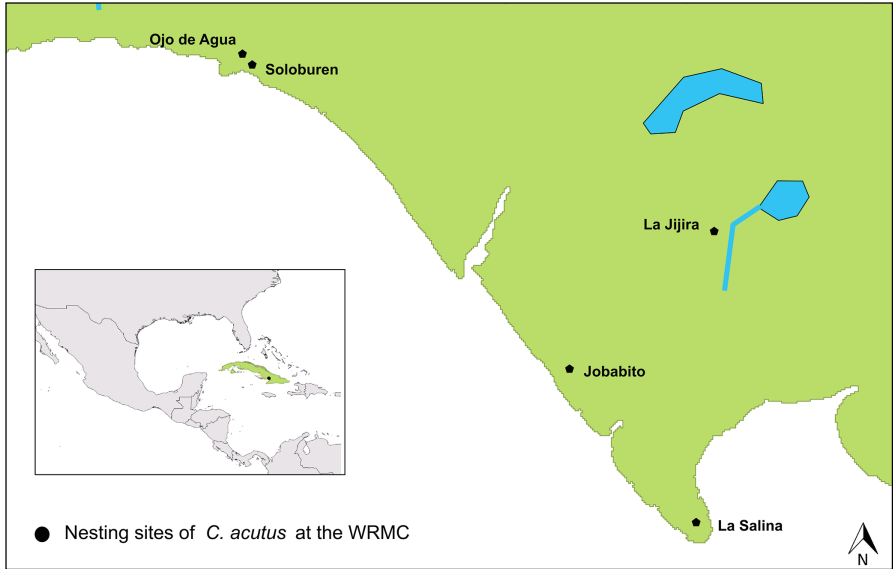 Ojo de Agua
Soloburen
La Jijira
Jobabito
Nesting sites of C. acutus at the WRMC
La Salina
N